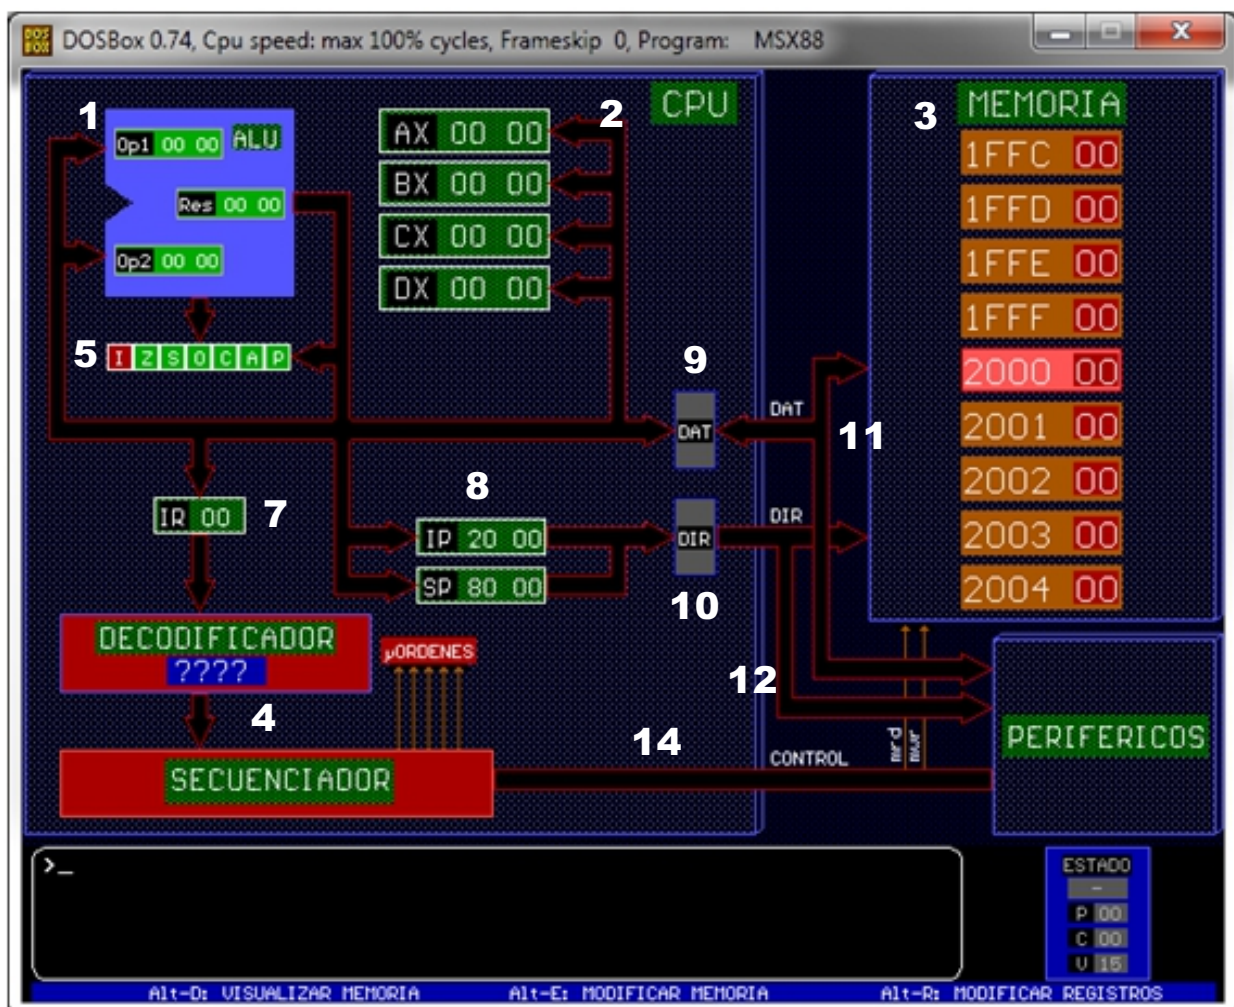 DOSBox 0.74, Cpu speed: max 100% cycles, Frameskip 0, Program: MSX88
1
Op1 00 00
ALU
Res 00 00
Op2 00 00
2
CPU
AX 00 00
BX 00 00
CX 00 00
DX 00 00
3
MEMORIA
1FFC 00
1FFD 00
1FFE 00
1FFF 00
2000 00
2001 00
2002 00
2003 00
2004 00
5
I Z S O C A P
9
DAT
DAT
11
7
IR 00
8
IP 20 00
SP 80 00
DIR
DIR
10
DECODIFICADOR
????
µORDENES
12
4
14
SECUENCIADOR
CONTROL
mrd
mwr
PERIFERICOS
>_
ESTADO
-
P 00
C 00
V 15
Alt-D: VISUALIZAR MEMORIA Alt-E: MODIFICAR MEMORIA Alt-R: MODIFICAR REGISTROS